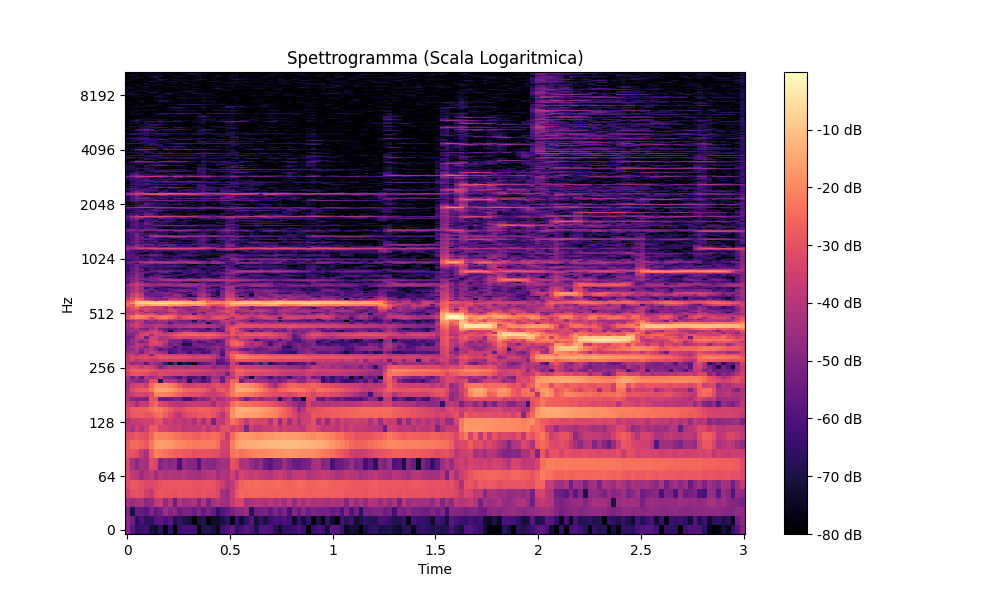 Spettrogramma (Scala Logaritmica)
Hz
8192
4096
2048
1024
512
256
128
64
0
0
0.5
1
1.5
2
2.5
3
Time
-10 dB
-20 dB
-30 dB
-40 dB
-50 dB
-60 dB
-70 dB
-80 dB